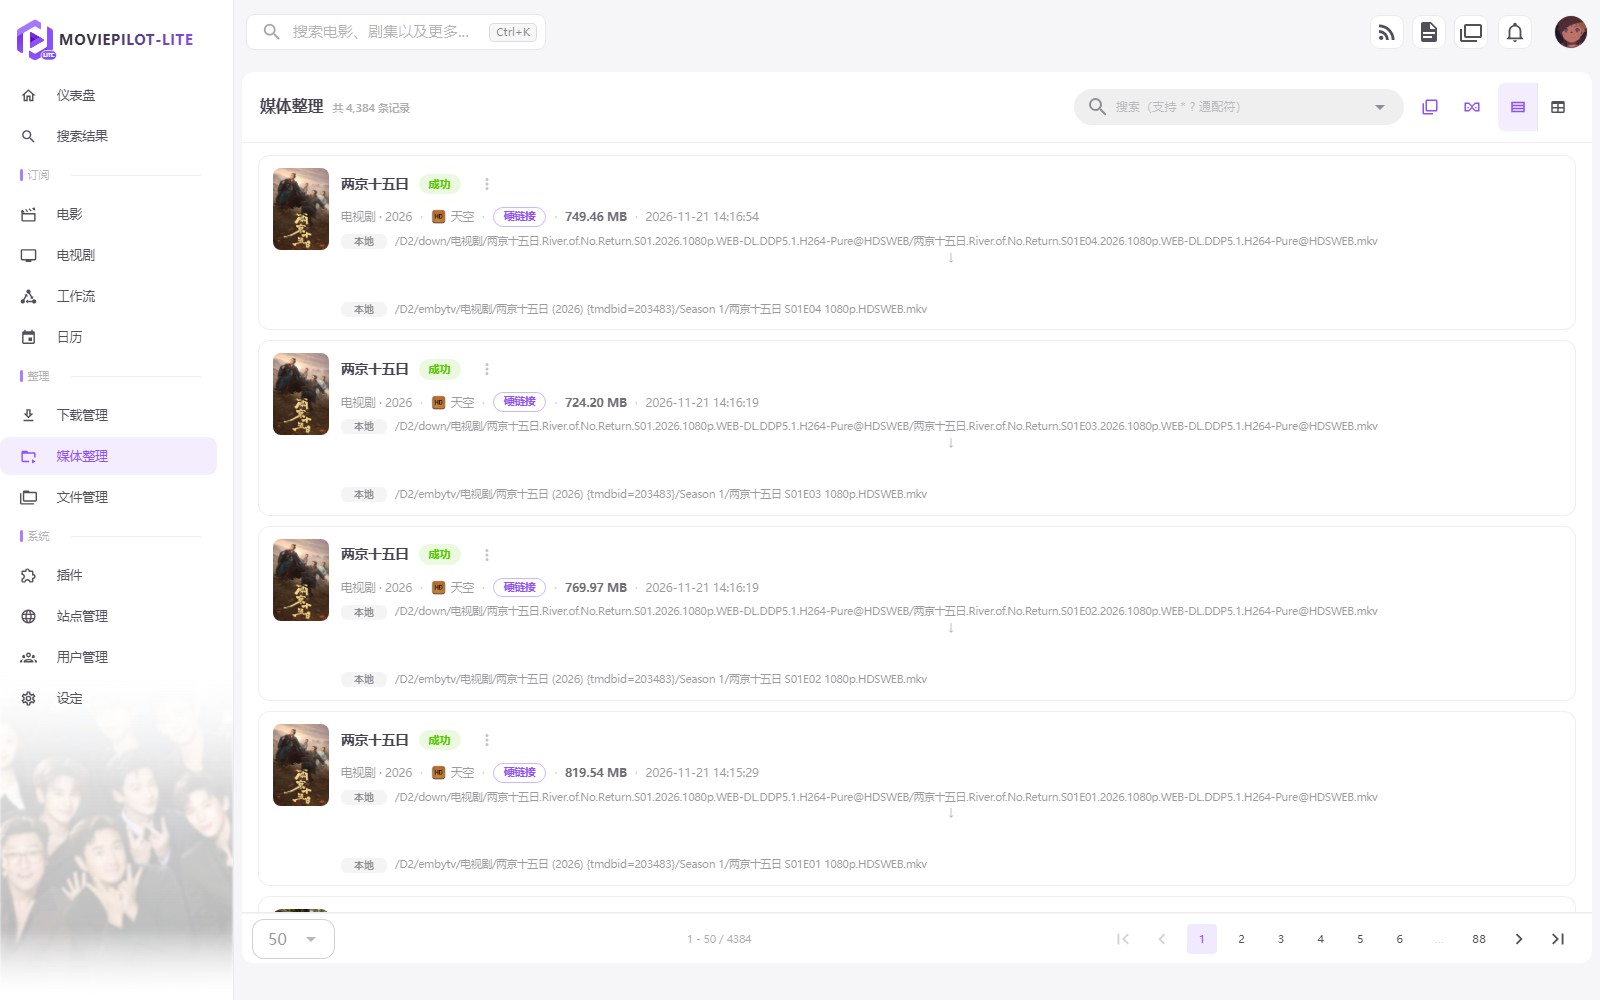 MOVIEPILOT-LITE
LITE
搜索电影、剧集以及更多...
Ctrl+K
仪表盘
搜索结果
订阅
电影
电视剧
工作流
日历
整理
下载管理
媒体整理
文件管理
系统
插件
站点管理
用户管理
设定
媒体整理 共 4,384 条记录
搜索 (支持 * ? 通配符)
两京十五日 成功
电视剧 · 2026 · HD 天空 · 硬链接 · 749.46 MB · 2026-11-21 14:16:54
本地 /D2/down/电视剧/两京十五日.River.of.No.Return.S01.2026.1080p.WEB-DL.DDP5.1.H264-Pure@HDSWEB/两京十五日.River.of.No.Return.S01E04.2026.1080p.WEB-DL.DDP5.1.H264-Pure@HDSWEB.mkv
↓
本地 /D2/embytv/电视剧/两京十五日 (2026) {tmdbid=203483}/Season 1/两京十五日 S01E04 1080p.HDSWEB.mkv
两京十五日 成功
电视剧 · 2026 · HD 天空 · 硬链接 · 724.20 MB · 2026-11-21 14:16:19
本地 /D2/down/电视剧/两京十五日.River.of.No.Return.S01.2026.1080p.WEB-DL.DDP5.1.H264-Pure@HDSWEB/两京十五日.River.of.No.Return.S01E03.2026.1080p.WEB-DL.DDP5.1.H264-Pure@HDSWEB.mkv
↓
本地 /D2/embytv/电视剧/两京十五日 (2026) {tmdbid=203483}/Season 1/两京十五日 S01E03 1080p.HDSWEB.mkv
两京十五日 成功
电视剧 · 2026 · HD 天空 · 硬链接 · 769.97 MB · 2026-11-21 14:16:19
本地 /D2/down/电视剧/两京十五日.River.of.No.Return.S01.2026.1080p.WEB-DL.DDP5.1.H264-Pure@HDSWEB/两京十五日.River.of.No.Return.S01E02.2026.1080p.WEB-DL.DDP5.1.H264-Pure@HDSWEB.mkv
↓
本地 /D2/embytv/电视剧/两京十五日 (2026) {tmdbid=203483}/Season 1/两京十五日 S01E02 1080p.HDSWEB.mkv
两京十五日 成功
电视剧 · 2026 · HD 天空 · 硬链接 · 819.54 MB · 2026-11-21 14:15:29
本地 /D2/down/电视剧/两京十五日.River.of.No.Return.S01.2026.1080p.WEB-DL.DDP5.1.H264-Pure@HDSWEB/两京十五日.River.of.No.Return.S01E01.2026.1080p.WEB-DL.DDP5.1.H264-Pure@HDSWEB.mkv
↓
本地 /D2/embytv/电视剧/两京十五日 (2026) {tmdbid=203483}/Season 1/两京十五日 S01E01 1080p.HDSWEB.mkv
50
1 - 50 / 4384
1 2 3 4 5 6 ... 88